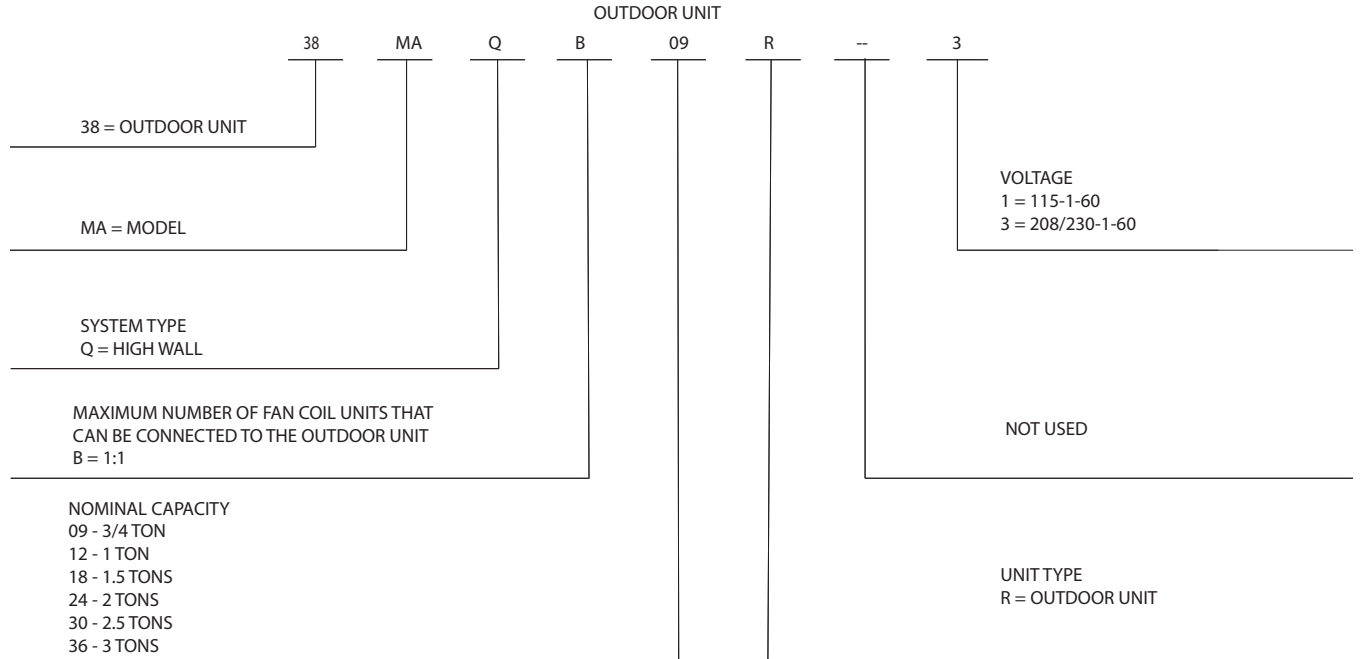 OUTDOOR UNIT
38 MA Q B 09 R -- 3
38 = OUTDOOR UNIT
VOLTAGE
1 = 115-1-60
3 = 208/230-1-60
MA = MODEL
SYSTEM TYPE
Q = HIGH WALL
MAXIMUM NUMBER OF FAN COIL UNITS THAT
CAN BE CONNECTED TO THE OUTDOOR UNIT
B = 1:1
NOT USED
NOMINAL CAPACITY
09 - 3/4 TON
12 - 1 TON
18 - 1.5 TONS
24 - 2 TONS
30 - 2.5 TONS
36 - 3 TONS
UNIT TYPE
R = OUTDOOR UNIT